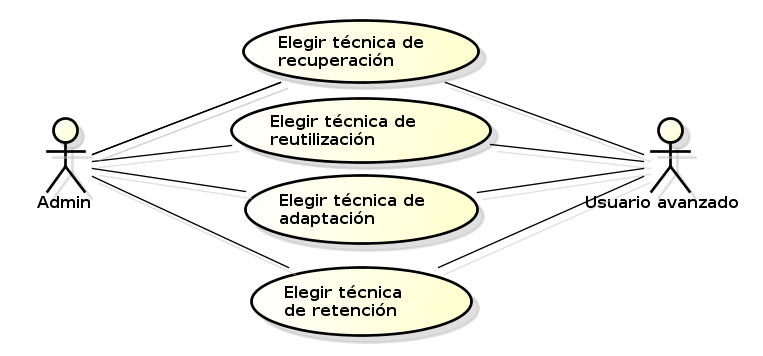 Elegir técnica de
recuperación
Elegir técnica de
reutilización
Elegir técnica de
adaptación
Admin
Usuario avanzado
Elegir técnica
de retención